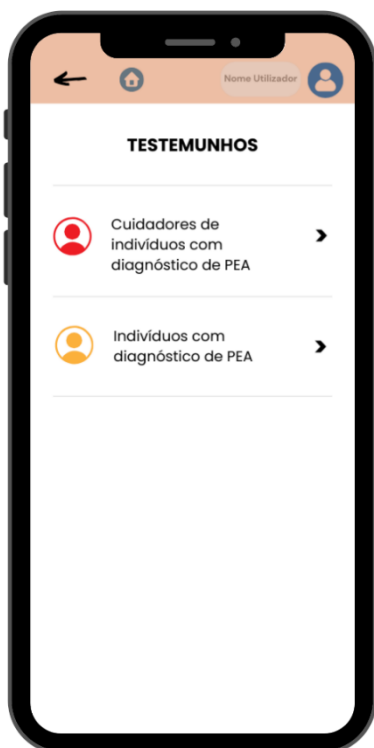 Nome Utilizador
TESTEMUNHOS
Cuidadores de
indivíduos com
diagnóstico de PEA
Indivíduos com
diagnóstico de PEA